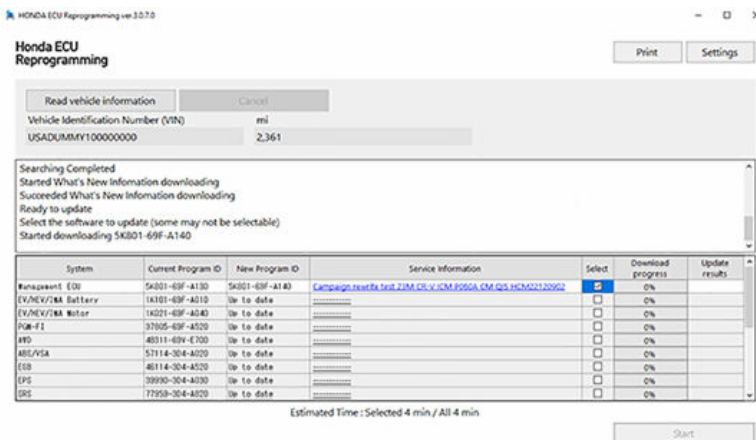 HONDA ECU Reprogramming ver.3.0.7.0
Honda ECU
Reprogramming
Print Settings
Read vehicle information Cancel
Vehicle Identification Number (VIN) mi
USADUMMY100000000 2,361
Searching Completed
Started What's New Infomation downloading
Succeeded What's New Infomation downloading
Ready to update
Select the software to update (some may not be selectable)
Started downloading 5K801-69F-A140
System Current Program ID New Program ID Service Information Select Download progress Update results
Management ECU 5K801-69F-A130 5K801-69F-A140 Campaign rewrite test 23M CR-V ICM P060A CM QIS HCM22120902 0%
EV/HEV/IMA Battery 1K101-69F-A010 Up to date 0%
EV/HEV/IMA Motor 1K021-69F-AG40 Up to date 0%
PGM-FI 37805-69F-A520 Up to date 0%
AWD 48311-69V-E700 Up to date 0%
ABS/VSA 57114-304-A020 Up to date 0%
ESB 46114-304-A520 Up to date 0%
EPS 39990-304-A030 Up to date 0%
SRS 77959-304-A820 Up to date 0%
Estimated Time : Selected 4 min / All 4 min
Start